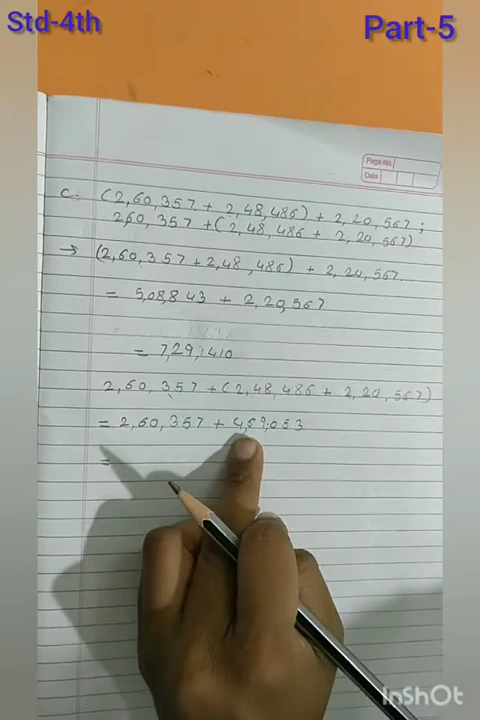 Std-4th
Part-5
Page No.
Date
C. (2,60,357 + 2,48,486) + 2,20,567;
2,60,357 + (2,48,486 + 2,20,567)
→ (2,60,357 + 2,48,486) + 2,20,567.
= 5,08,843 + 2,20,567
= 7,29,410
2,60,357 + (2,48,486 + 2,20,567)
= 2,60,357 + 4,69,053
=
InShOt